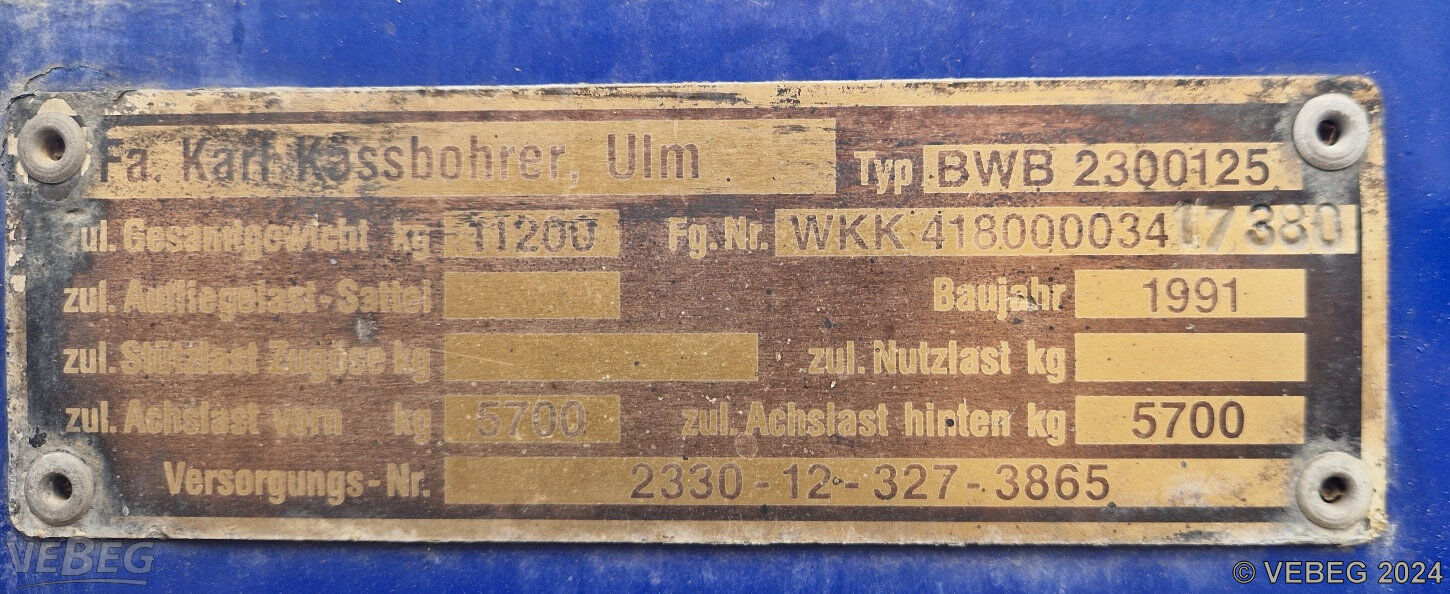 Fa. Karl Kässbohrer, Ulm Typ BWB 2300125
zul. Gesamtgewicht kg 11200 Fg. Nr. WKK 41800003417380
zul. Aufliegelast-Sattel Baujahr 1991
zul. Stützlast Zugöse kg zul. Nutzlast kg
zul. Achslast vorn kg 5700 zul. Achslast hinten kg 5700
Versorgungs-Nr. 2330-12-327-3865
VEBEG
© VEBEG 2024